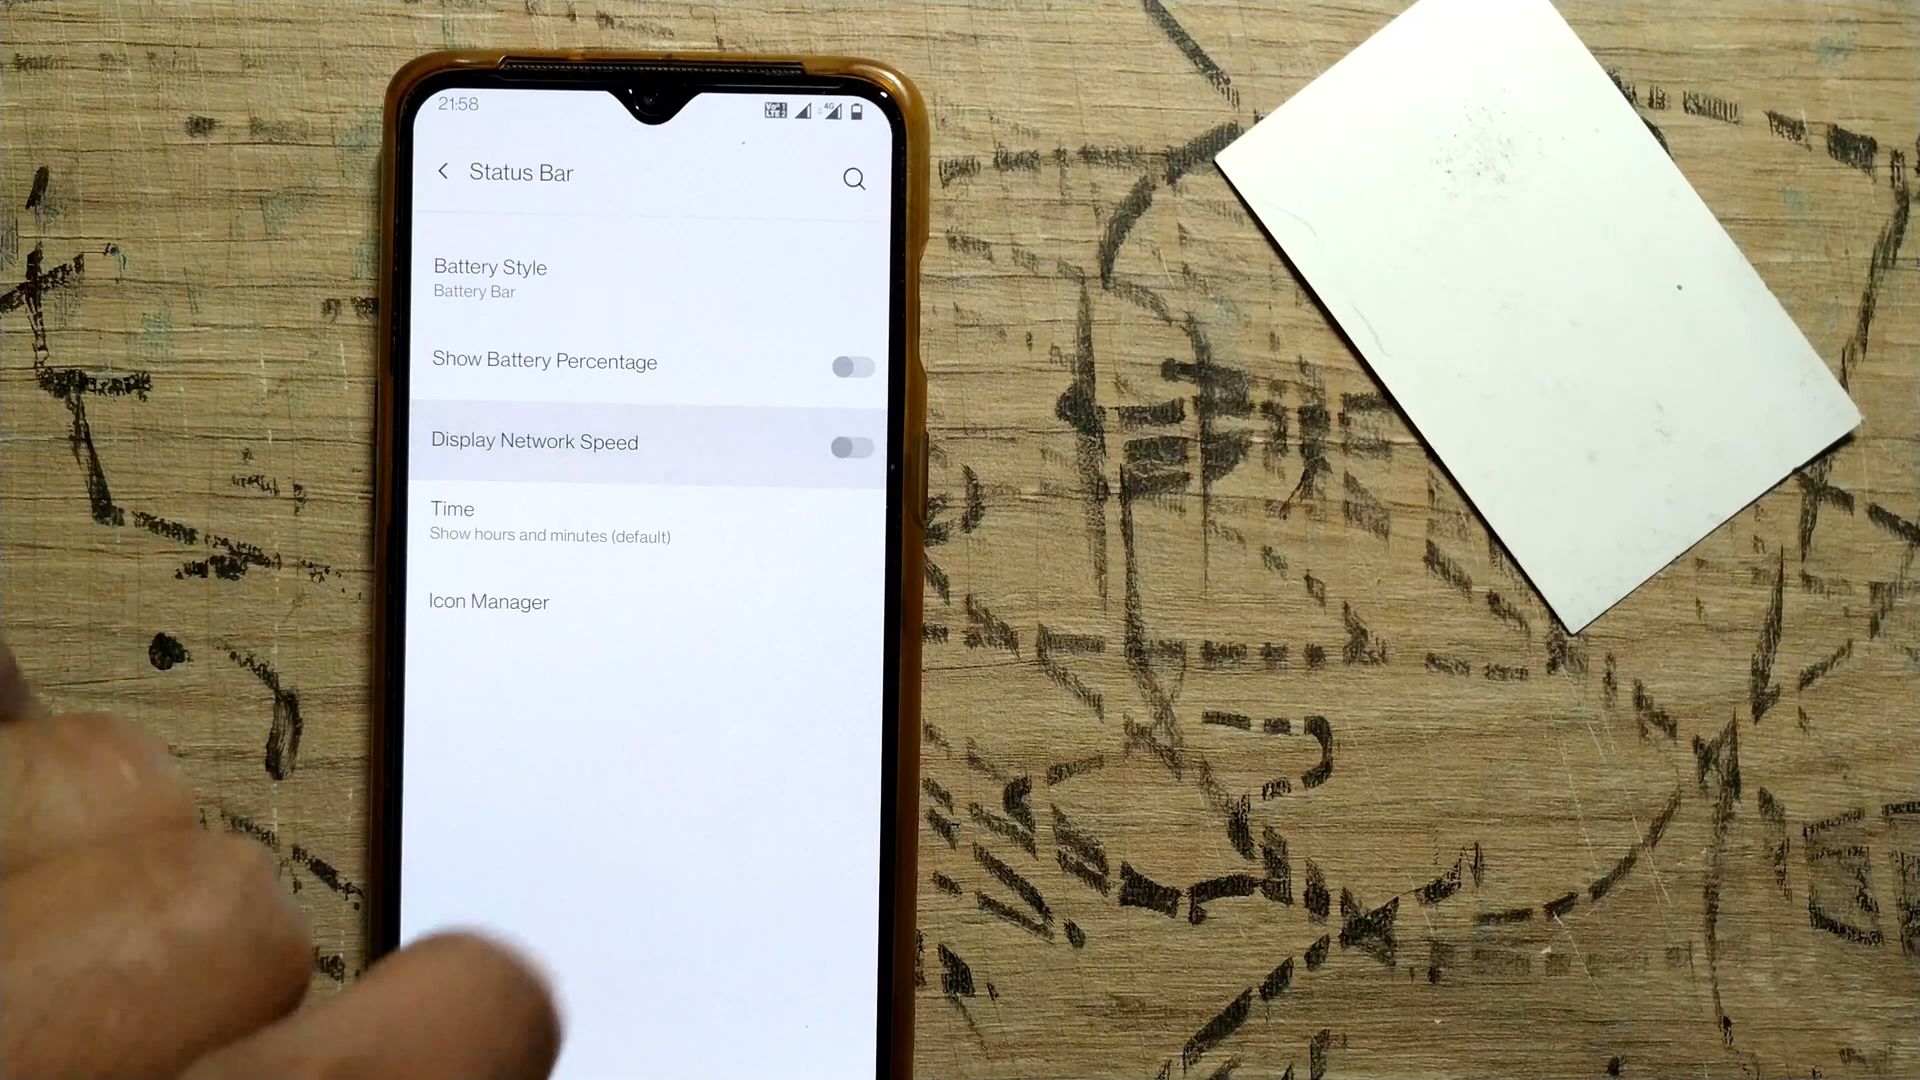 21:58
4G
Status Bar
Battery Style
Battery Bar
Show Battery Percentage
Display Network Speed
Time
Show hours and minutes (default)
Icon Manager